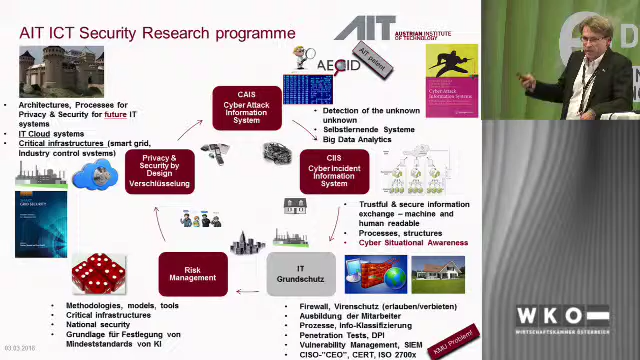 AIT ICT Security Research programme
AIT
AUSTRIAN INSTITUTE
OF TECHNOLOGY
AECID
AIT patent
CAIS
Cyber Attack
Information
System
Cyber Attack
Information Systems
• Architectures, Processes for
Privacy & Security for future IT
systems
• IT Cloud systems
• Critical infrastructures (smart grid,
Industry control systems)
• Detection of the unknown
unknown
• Selbstlernende Systeme
• Big Data Analytics
Privacy &
Security by
Design
Verschlüsselung
CIIS
Cyber Incident
Information
System
• Trustful & secure information
exchange – machine and
human readable
• Processes, structures
• Cyber Situational Awareness
Risk
Management
IT
Grundschutz
• Methodologies, models, tools
• Critical infrastructures
• National security
• Grundlage für Festlegung von
Mindeststandards von KI
• Firewall, Virenschutz (erlauben/verbieten)
• Ausbildung der Mitarbeiter
• Prozesse, Info-Klassifizierung
• Penetration Tests, DPI
• Vulnerability Management, SIEM
• CISO-"CEO", CERT, ISO 2700x
KMU Problem!
WKO
WIRTSCHAFTSKAMMER ÖSTERREICH